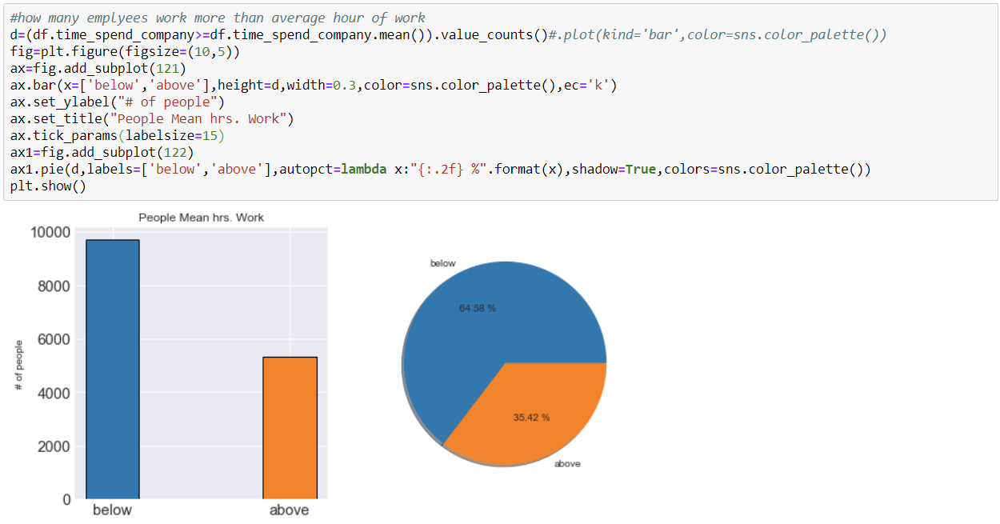 #how many emplyees work more than average hour of work
d=(df.time_spend_company>=df.time_spend_company.mean()).value_counts()#.plot(kind='bar',color=sns.color_palette())
fig=plt.figure(figsize=(10,5))
ax=fig.add_subplot(121)
ax.bar(x=['below','above'],height=d,width=0.3,color=sns.color_palette(),ec='k')
ax.set_ylabel("# of people")
ax.set_title("People Mean hrs. Work")
ax.tick_params(labelsize=15)
ax1=fig.add_subplot(122)
ax1.pie(d,labels=['below','above'],autopct=lambda x:"{:.2f} %".format(x),shadow=True,colors=sns.color_palette())
plt.show()
People Mean hrs. Work
10000
8000
6000
4000
2000
0
# of people
below
above
below
64.58 %
35.42 %
above